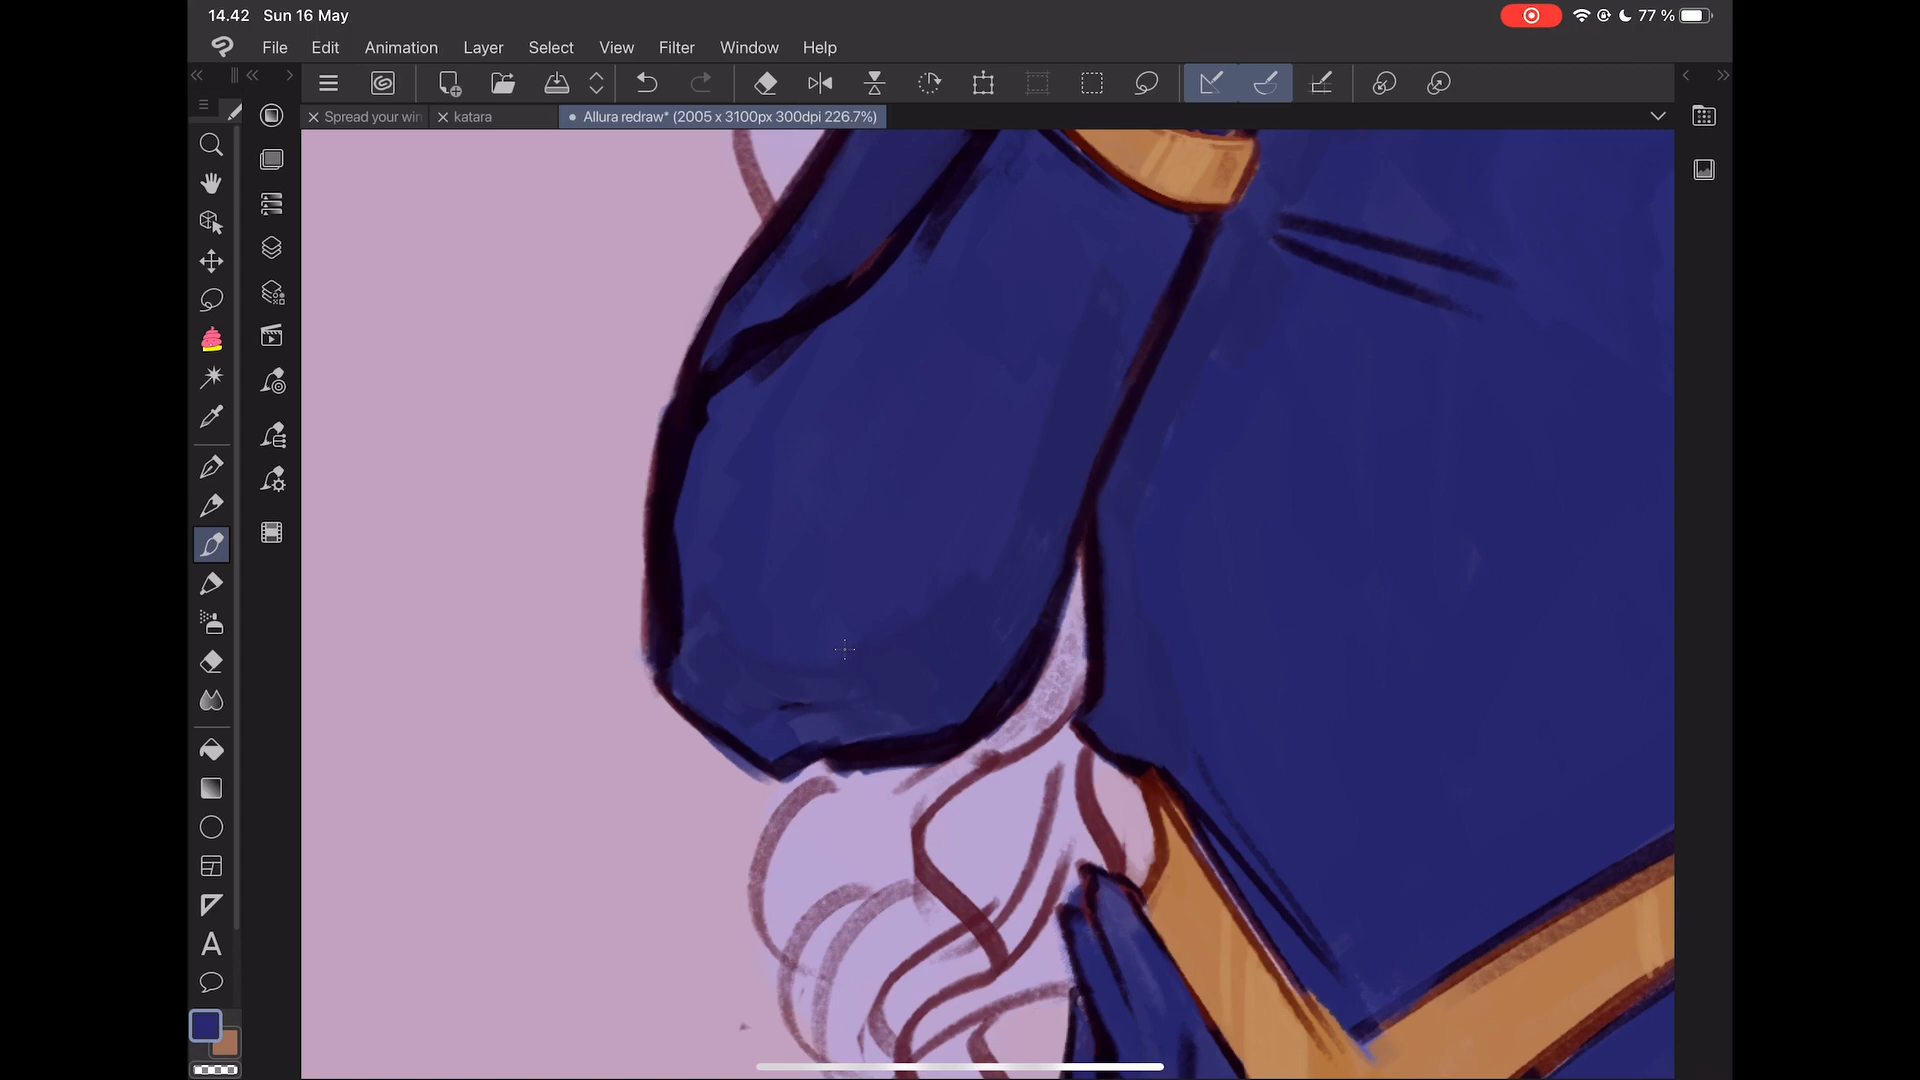 14.42 Sun 16 May 77 %
File Edit Animation Layer Select View Filter Window Help
Spread your win katara Allura redraw* (2005 x 3100px 300dpi 226.7%)
A